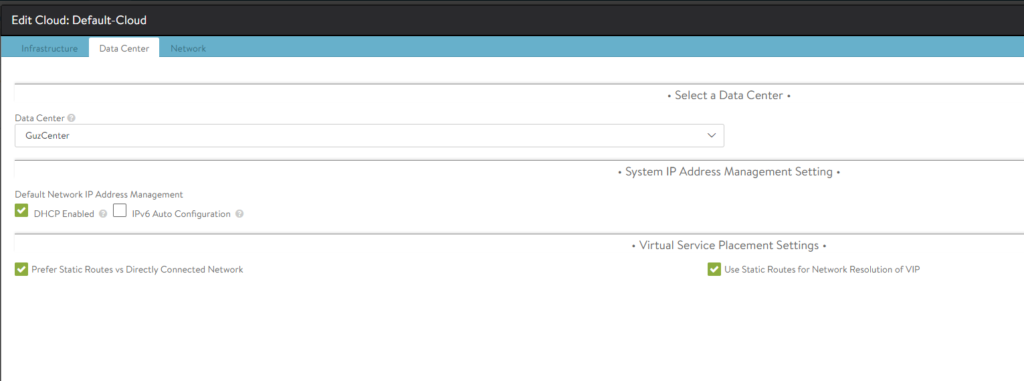 Edit Cloud: Default-Cloud
Infrastructure Data Center Network
• Select a Data Center •
Data Center
GuzCenter
• System IP Address Management Setting •
Default Network IP Address Management
DHCP Enabled IPv6 Auto Configuration
• Virtual Service Placement Settings •
Prefer Static Routes vs Directly Connected Network Use Static Routes for Network Resolution of VIP